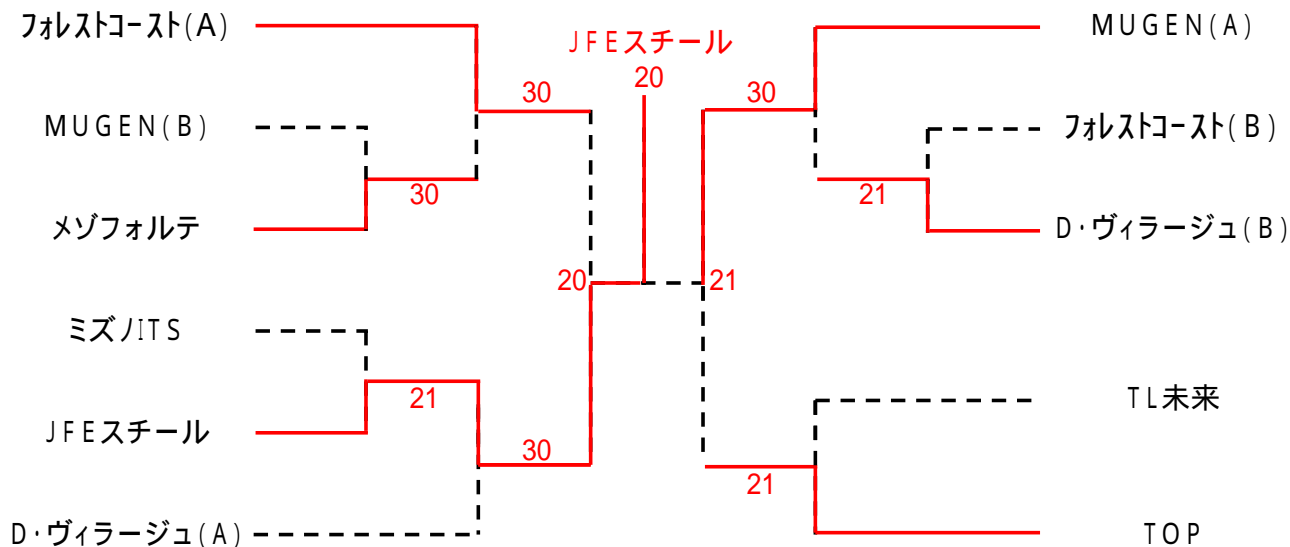 フォレストコースト(A)
MUGEN(B)
メゾフォルテ
ミズノITS
JFEスチール
D・ヴィラージュ(A)
30
30
21
30
20
JFEスチール
20
30
21
21
21
MUGEN(A)
フォレストコースト(B)
D・ヴィラージュ(B)
TL未来
TOP